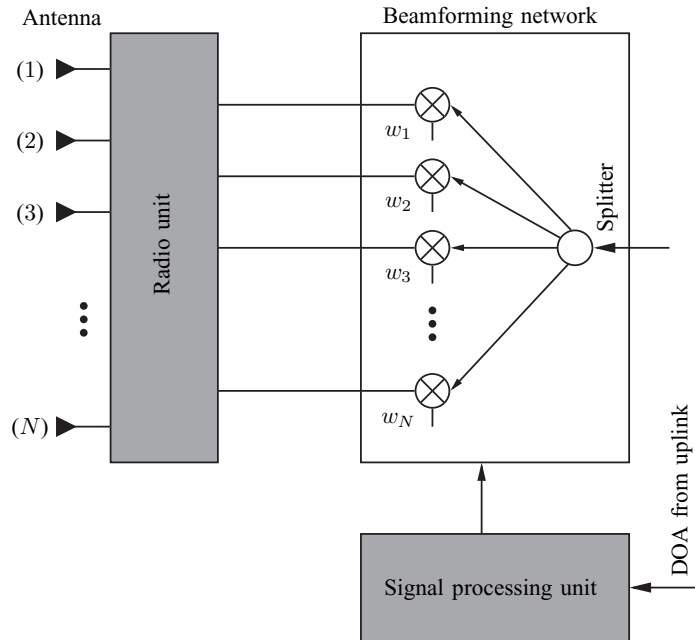 Antenna
Beamforming network
(1)
(2)
(3)
(N)
Radio unit
w1
w2
w3
wN
Splitter
DOA from uplink
Signal processing unit